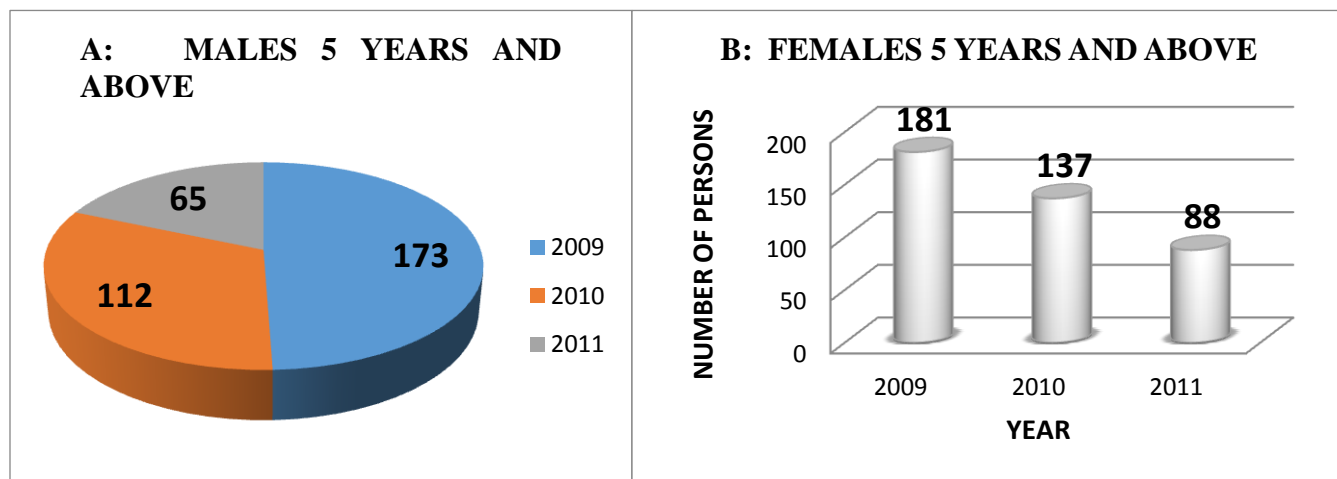 A: MALES 5 YEARS AND
ABOVE
65
173
112
2009
2010
2011
B: FEMALES 5 YEARS AND ABOVE
NUMBER OF PERSONS
200
150
100
50
0
181
137
88
2009 2010 2011
YEAR